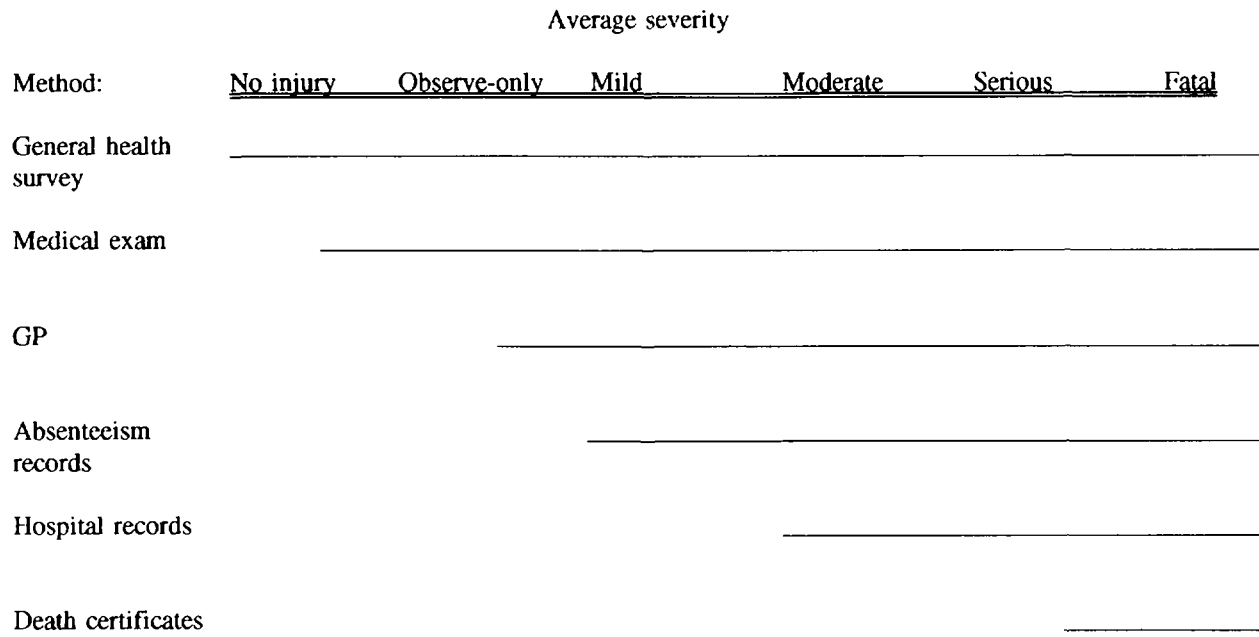 Average severity
Method: No injury Observe-only Mild Moderate Serious Fatal
General health
survey
Medical exam
GP
Absenteeism
records
Hospital records
Death certificates